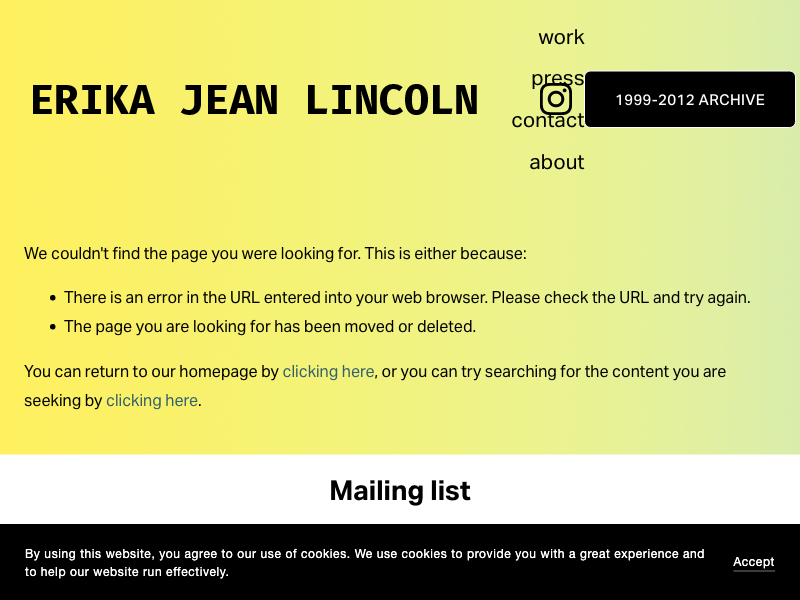 work
press
ERIKA JEAN LINCOLN
1999-2012 ARCHIVE
contact
about
We couldn't find the page you were looking for. This is either because:
There is an error in the URL entered into your web browser. Please check the URL and try again.
The page you are looking for has been moved or deleted.
You can return to our homepage by clicking here, or you can try searching for the content you are
seeking by clicking here.
Mailing list
By using this website, you agree to our use of cookies. We use cookies to provide you with a great experience and
to help our website run effectively.
Accept